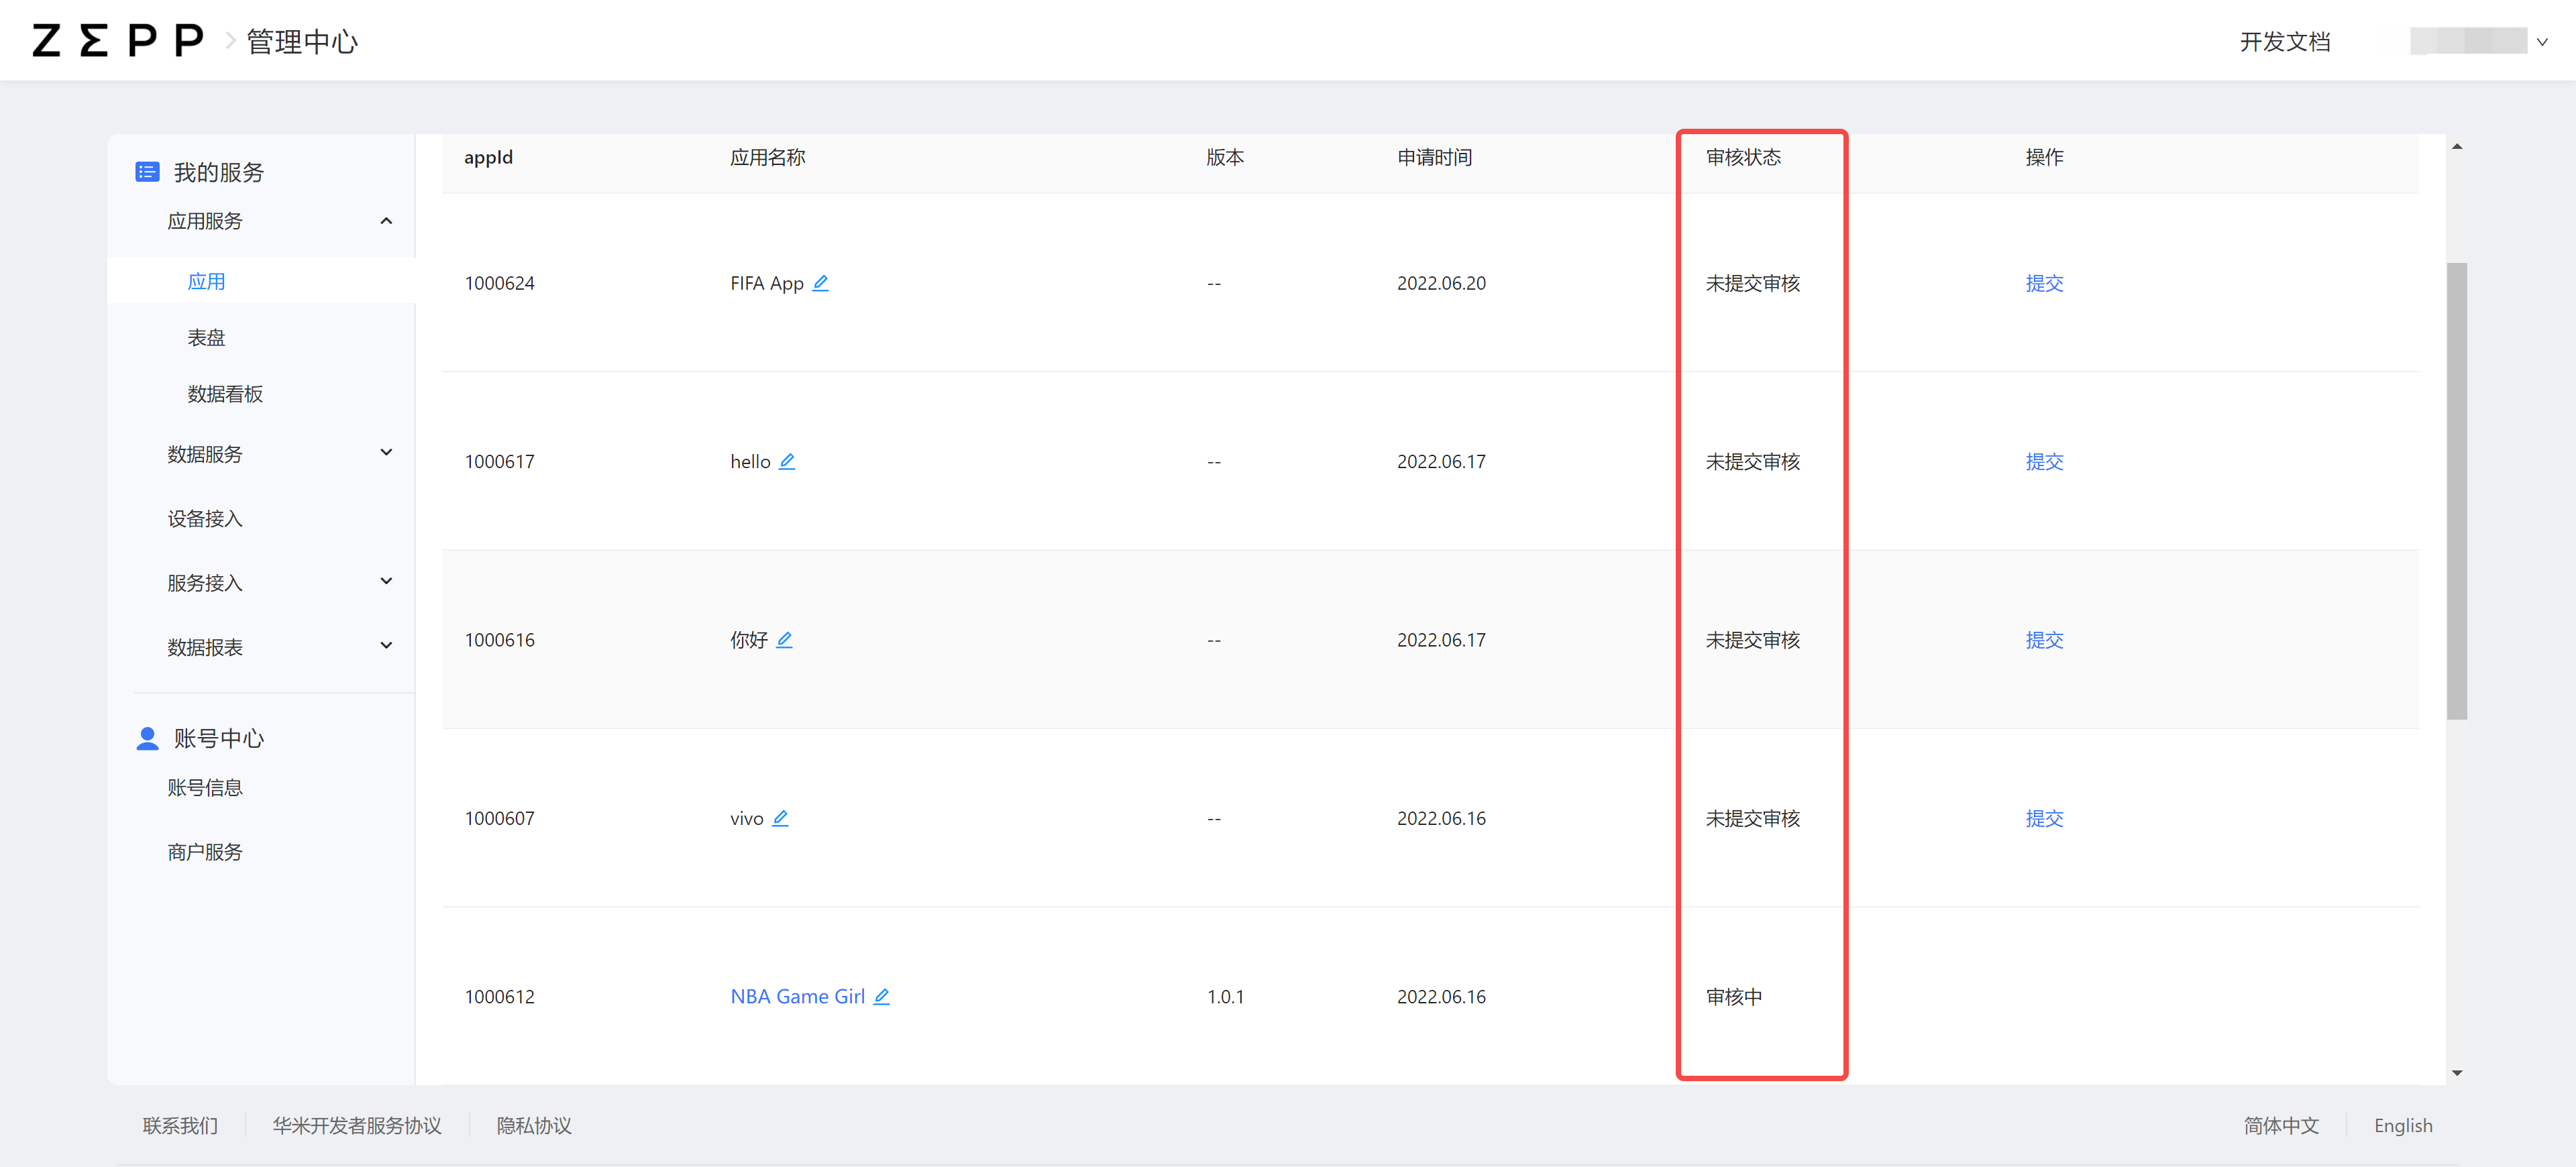 ZEPP 管理中心 开发文档
我的服务
应用服务
应用
表盘
数据看板
数据服务
设备接入
服务接入
数据报表
账号中心
账号信息
商户服务
appId 应用名称 版本 申请时间 审核状态 操作
1000624 FIFA App -- 2022.06.20 未提交审核 提交
1000617 hello -- 2022.06.17 未提交审核 提交
1000616 你好 -- 2022.06.17 未提交审核 提交
1000607 vivo -- 2022.06.16 未提交审核 提交
1000612 NBA Game Girl 1.0.1 2022.06.16 审核中
联系我们 华米开发者服务协议 隐私协议 简体中文 English